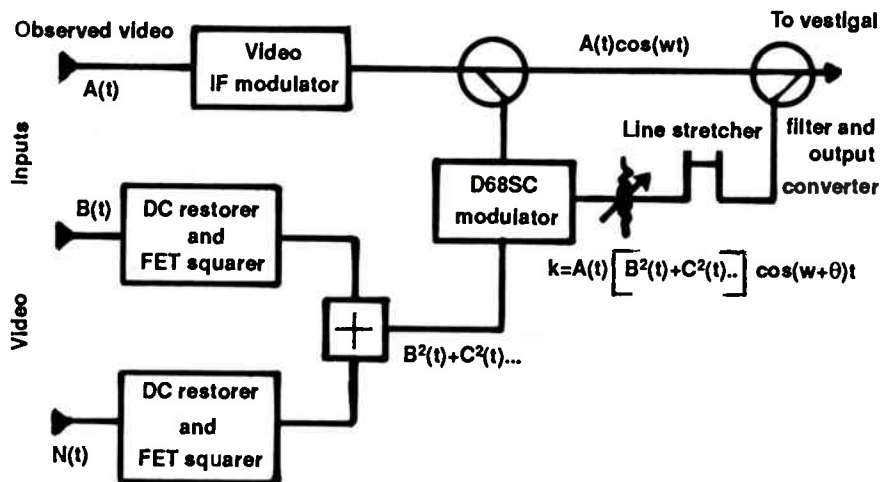 Observed video
A(t)
Video
IF modulator
A(t)cos(wt)
To vestigal
filter and
output
converter
Line stretcher
D68SC
modulator
k=A(t)[B²(t)+C²(t)..] cos(w+θ)t
Inputs
Video
B(t)
DC restorer
and
FET squarer
+
B²(t)+C²(t)...
N(t)
DC restorer
and
FET squarer